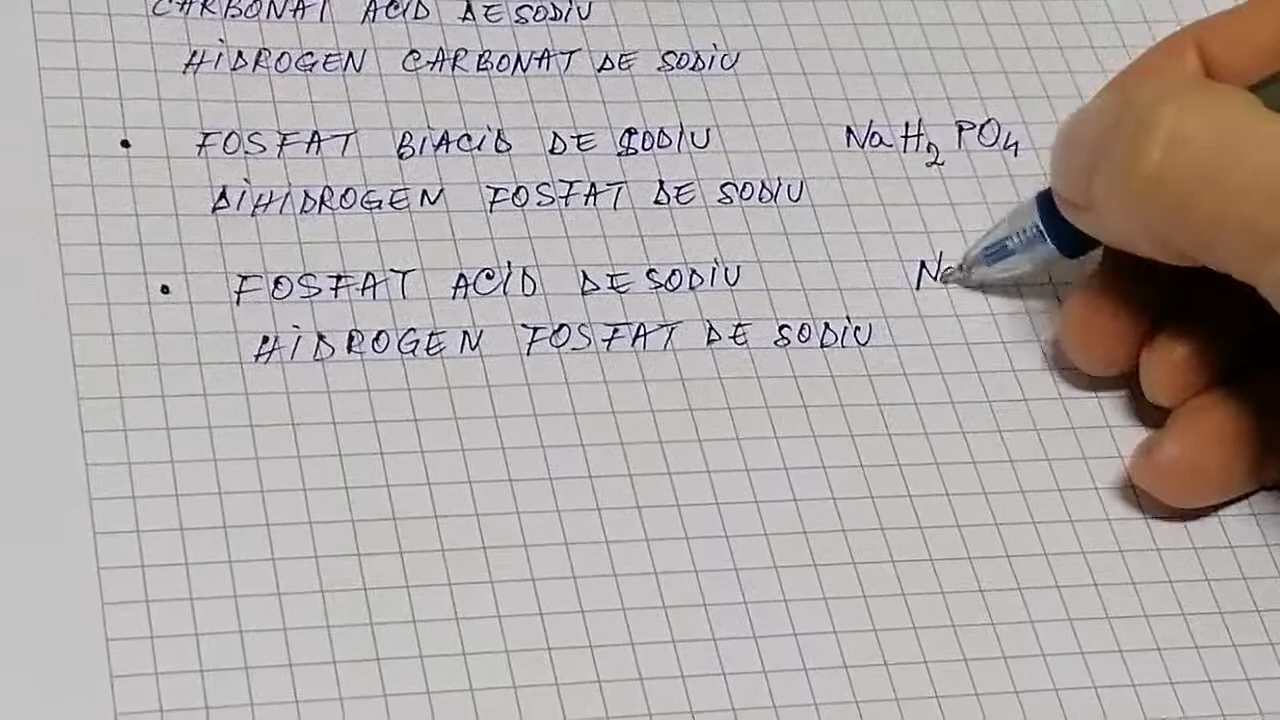 CARBONAT ACID DE SODIU
HIDROGEN CARBONAT DE SODIU
• FOSFAT BIACID DE SODIU NaH₂PO₄
DIHIDROGEN FOSFAT DE SODIU
• FOSFAT ACID DE SODIU Na
HIDROGEN FOSFAT DE SODIU